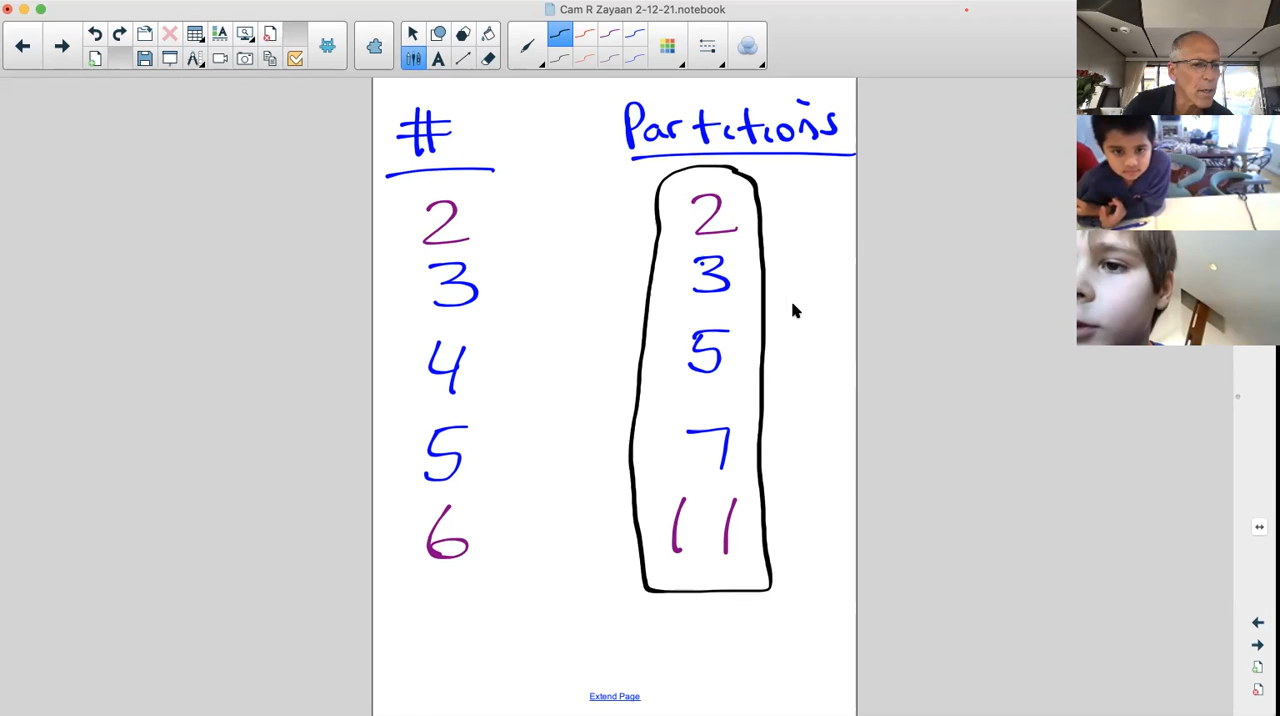 Cam R Zayaan 2-12-21.notebook
# Partitions
2 2
3 3
4 5
5 7
6 11
Extend Page